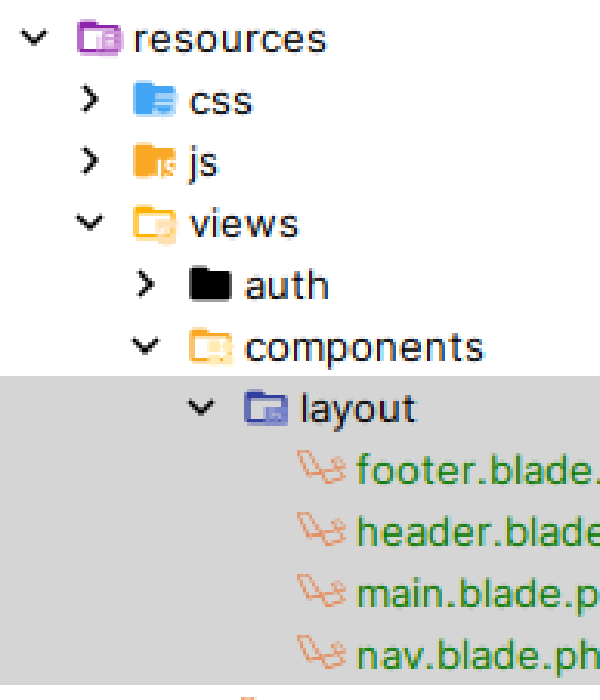 resources
css
js
views
auth
components
layout
footer.blade.
header.blade
main.blade.p
nav.blade.ph